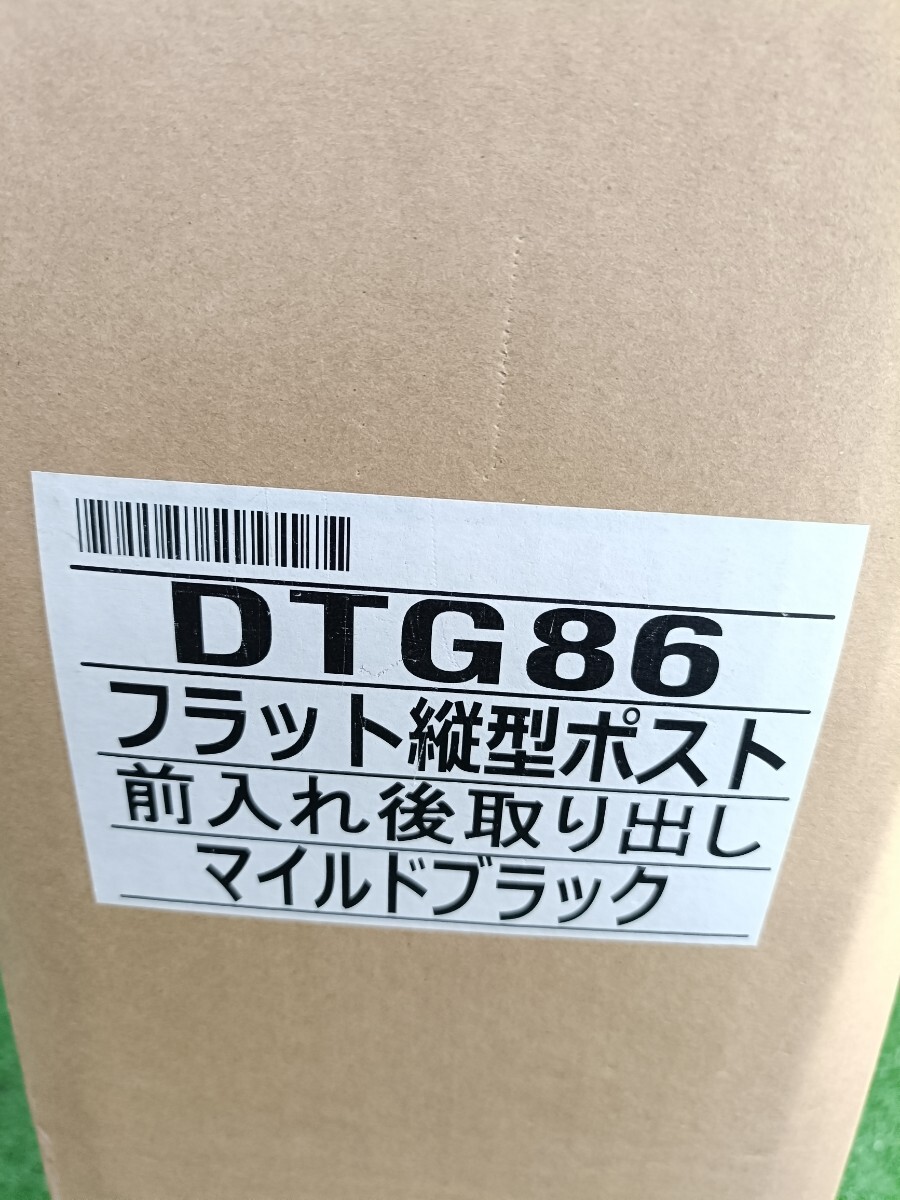 DTG86
フラット縦型ポスト
前入れ後取り出し
マイルドブラック